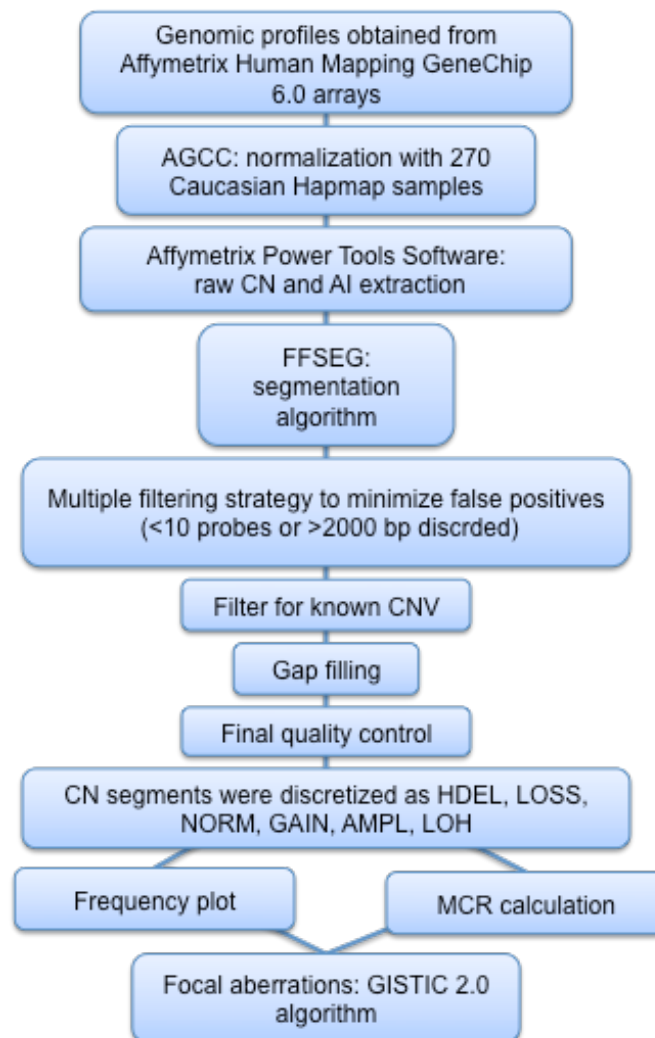 Genomic profiles obtained from
Affymetrix Human Mapping GeneChip
6.0 arrays
AGCC: normalization with 270
Caucasian Hapmap samples
Affymetrix Power Tools Software:
raw CN and AI extraction
FFSEG:
segmentation
algorithm
Multiple filtering strategy to minimize false positives
(<10 probes or >2000 bp discrded)
Filter for known CNV
Gap filling
Final quality control
CN segments were discretized as HDEL, LOSS,
NORM, GAIN, AMPL, LOH
Frequency plot
MCR calculation
Focal aberrations: GISTIC 2.0
algorithm